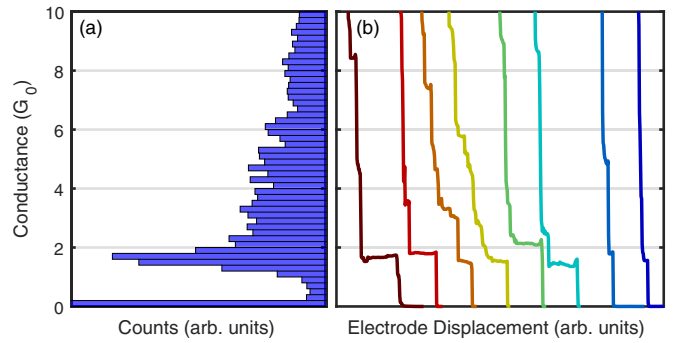 (a)
(b)
10
8
6
4
2
0
Conductance (G₀)
Counts (arb. units)
Electrode Displacement (arb. units)